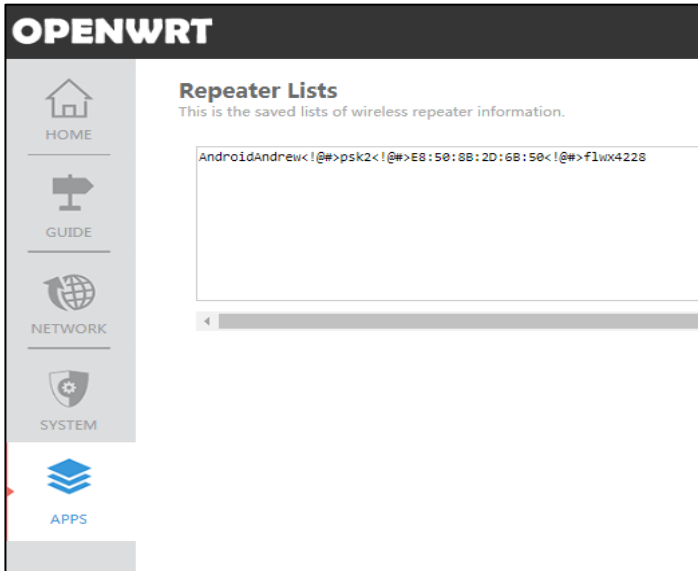 OPENWRT
HOME
GUIDE
NETWORK
SYSTEM
APPS
Repeater Lists
This is the saved lists of wireless repeater information.
AndroidAndrew<!@#>psk2<!@#>E8:50:8B:2D:6B:50<!@#>flwx4228